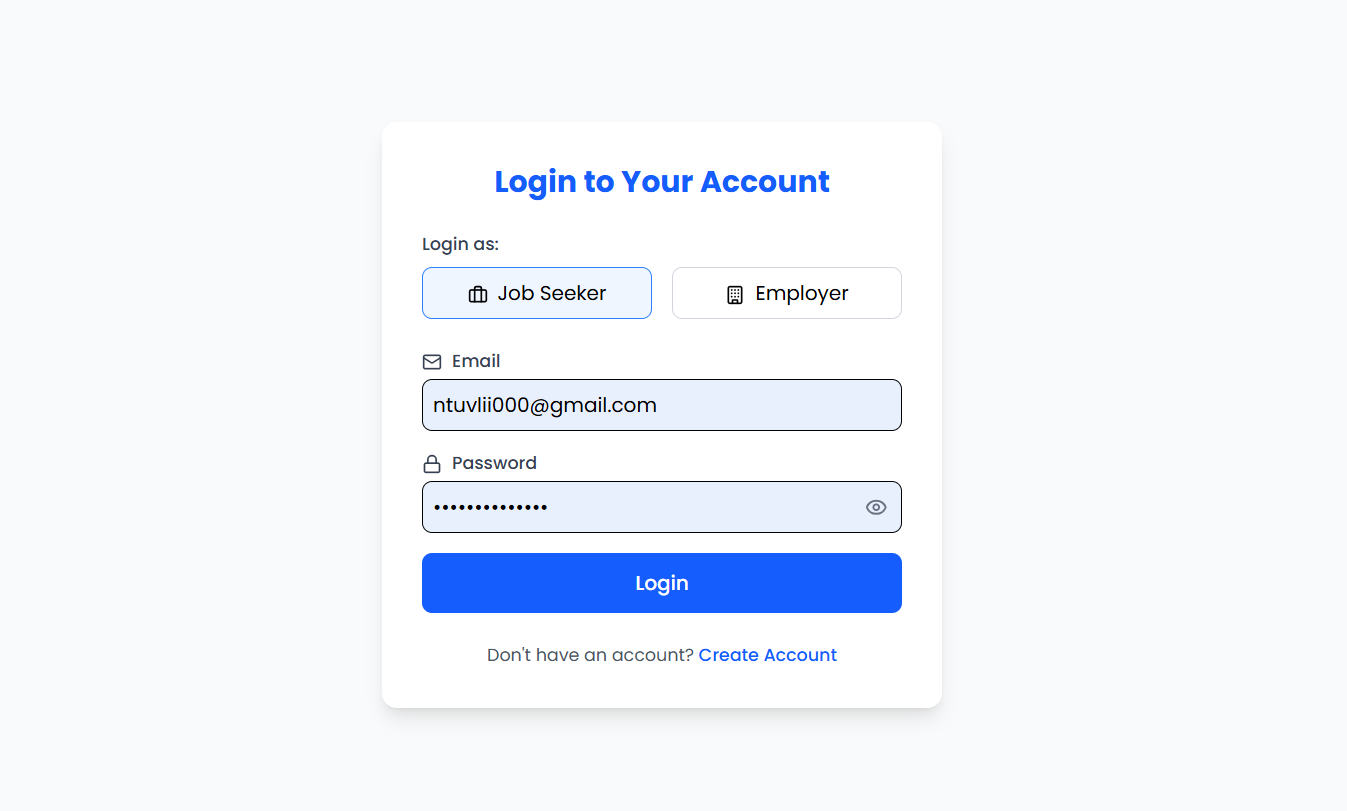 Login to Your Account
Login as:
Job Seeker Employer
Email
ntuvlii000@gmail.com
Password
••••••••••••••
Login
Don't have an account? Create Account